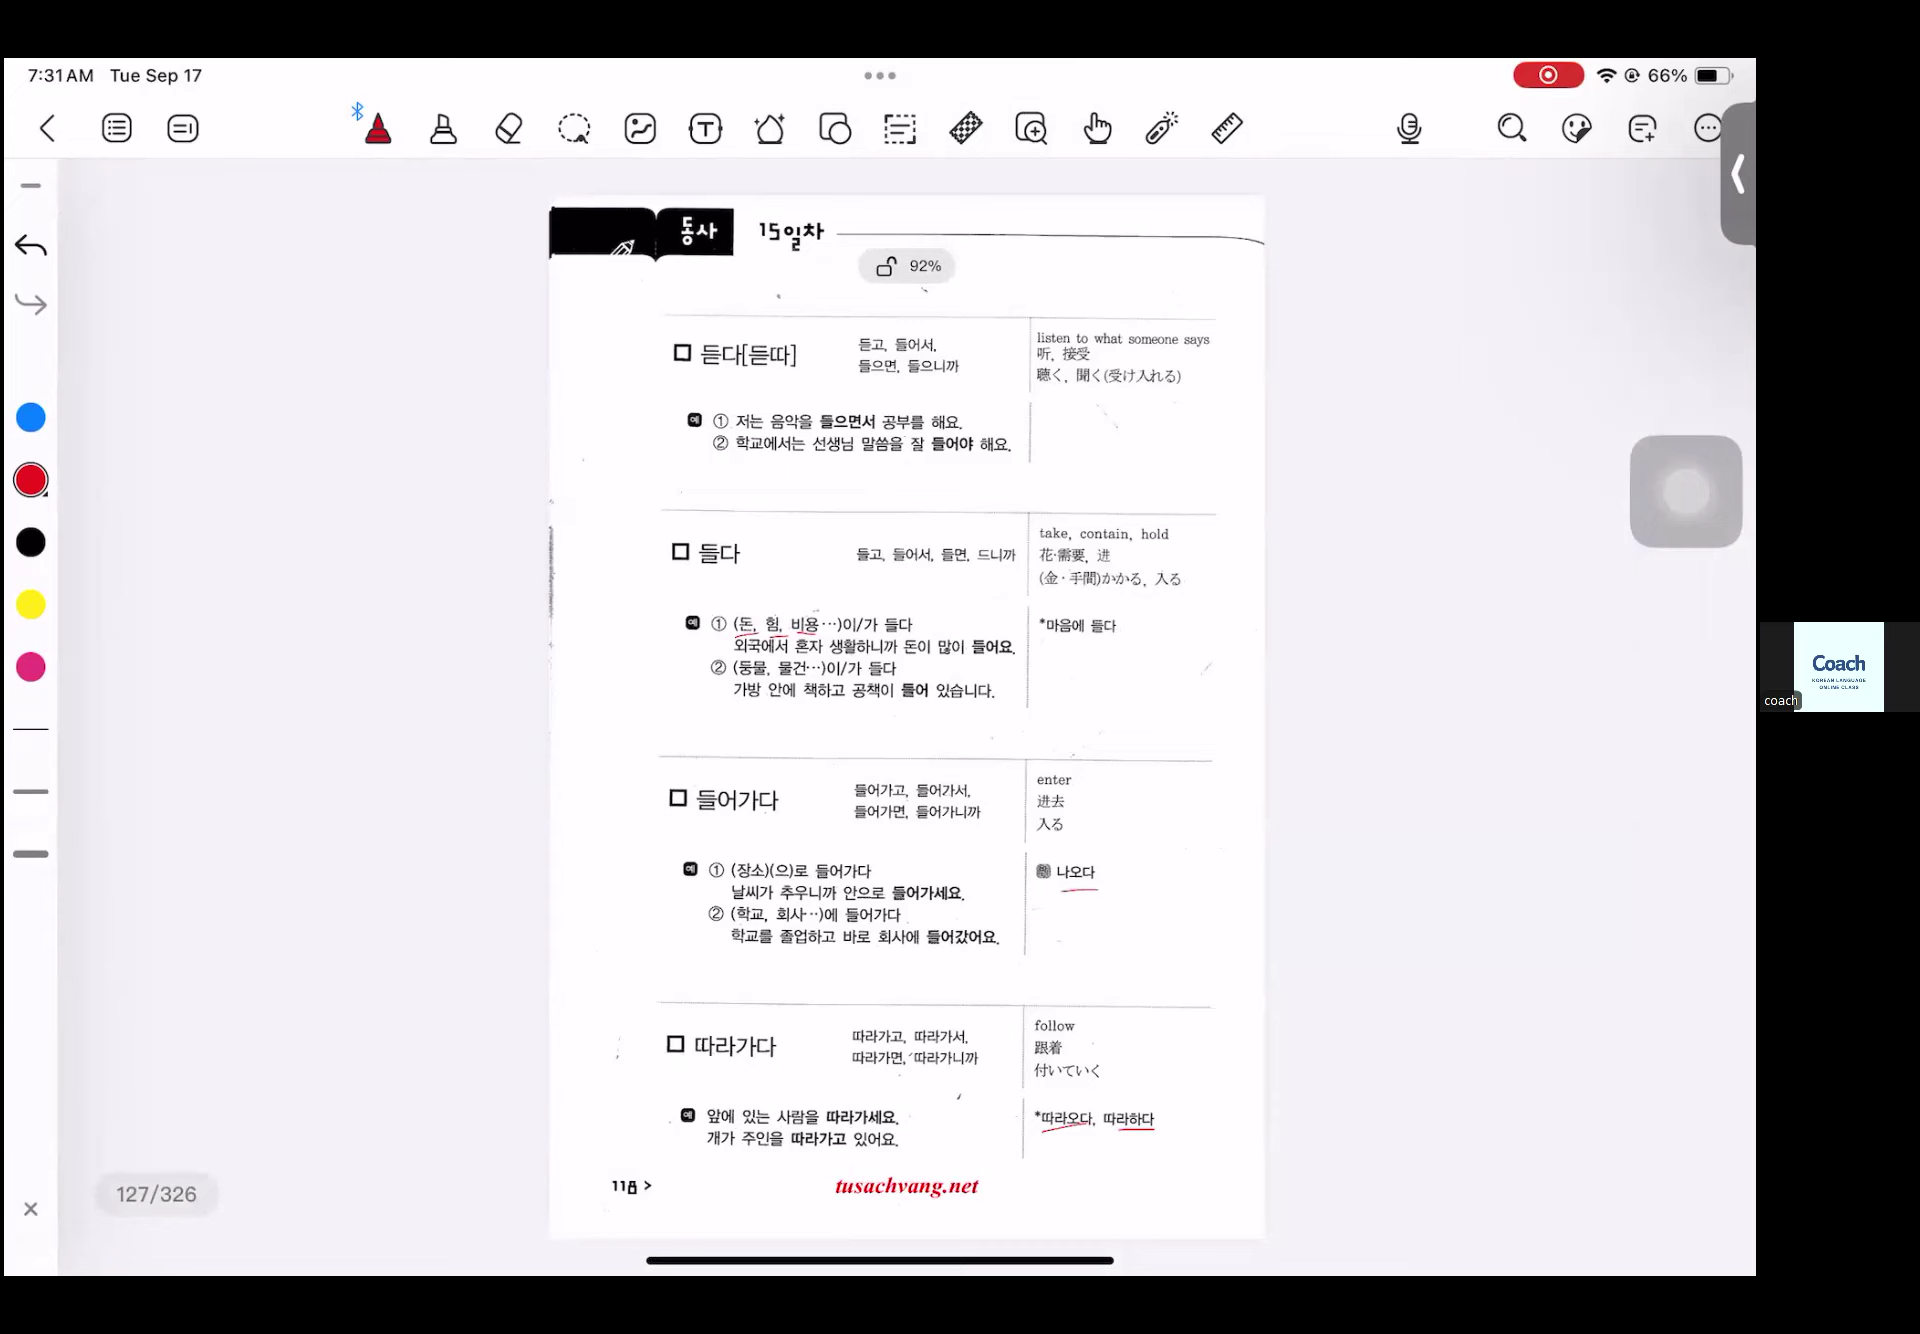 7:31 AM Tue Sep 17
66%
동사 15일차
92%
듣다[듣따]
듣고, 들어서,
들으면, 들으니까
listen to what someone says
听, 接受
聴く, 聞く(受け入れる)
예 ① 저는 음악을 들으면서 공부를 해요.
② 학교에서는 선생님 말씀을 잘 들어야 해요.
들다
들고, 들어서, 들면, 드니까
take, contain, hold
花·需要, 进
(金·手間)かかる, 入る
예 ① (돈, 힘, 비용…)이/가 들다
외국에서 혼자 생활하니까 돈이 많이 들어요.
② (동물, 물건…)이/가 들다
가방 안에 책하고 공책이 들어 있습니다.
*마음에 들다
들어가다
들어가고, 들어가서,
들어가면, 들어가니까
enter
进去
入る
예 ① (장소)(으)로 들어가다
날씨가 추우니까 안으로 들어가세요.
② (학교, 회사…)에 들어가다
학교를 졸업하고 바로 회사에 들어갔어요.
나오다
따라가다
따라가고, 따라가서,
따라가면, 따라가니까
follow
跟着
付いていく
예 앞에 있는 사람을 따라가세요.
개가 주인을 따라가고 있어요.
*따라오다, 따라하다
118 >
tusachvang.net
127/326
Coach
KOREAN LANGUAGE
ONLINE CLASS
coach